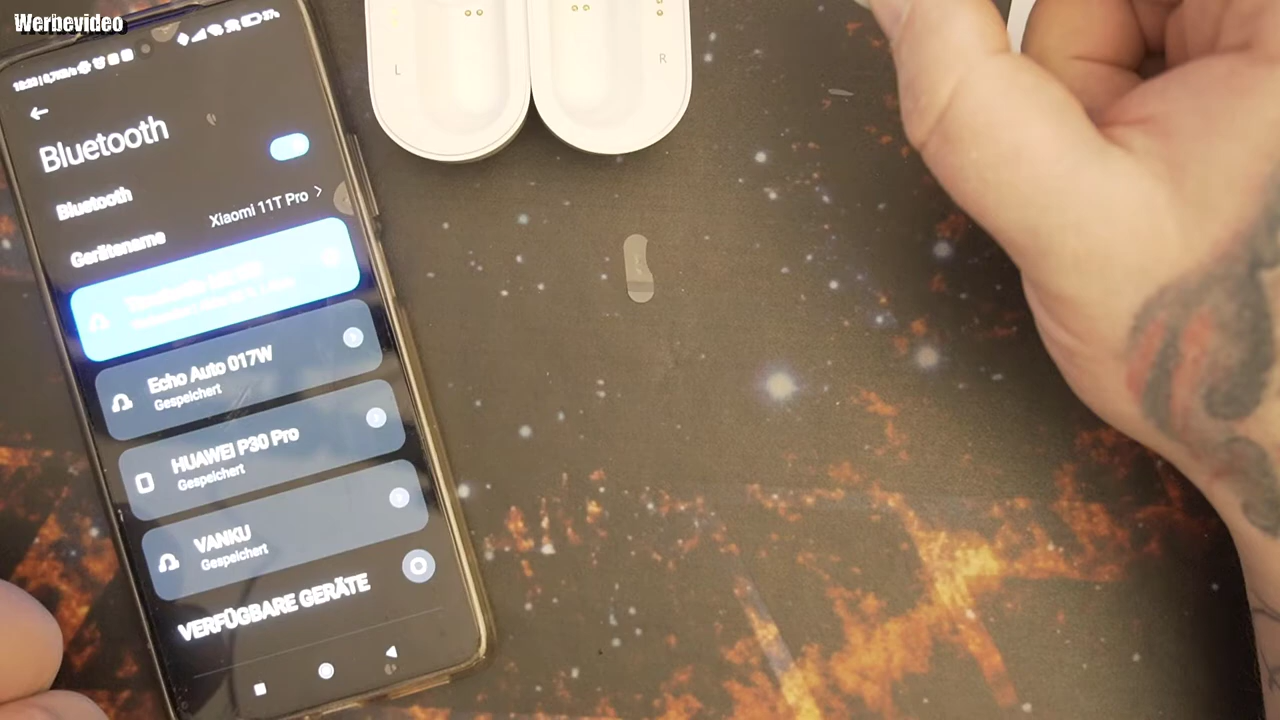 Werbevideo
27%
Bluetooth
Bluetooth
Gerätename
Xiaomi 11T Pro
Echo Auto 017W
Gespeichert
HUAWEI P30 Pro
Gespeichert
VANKU
Gespeichert
VERFÜGBARE GERÄTE
L
R